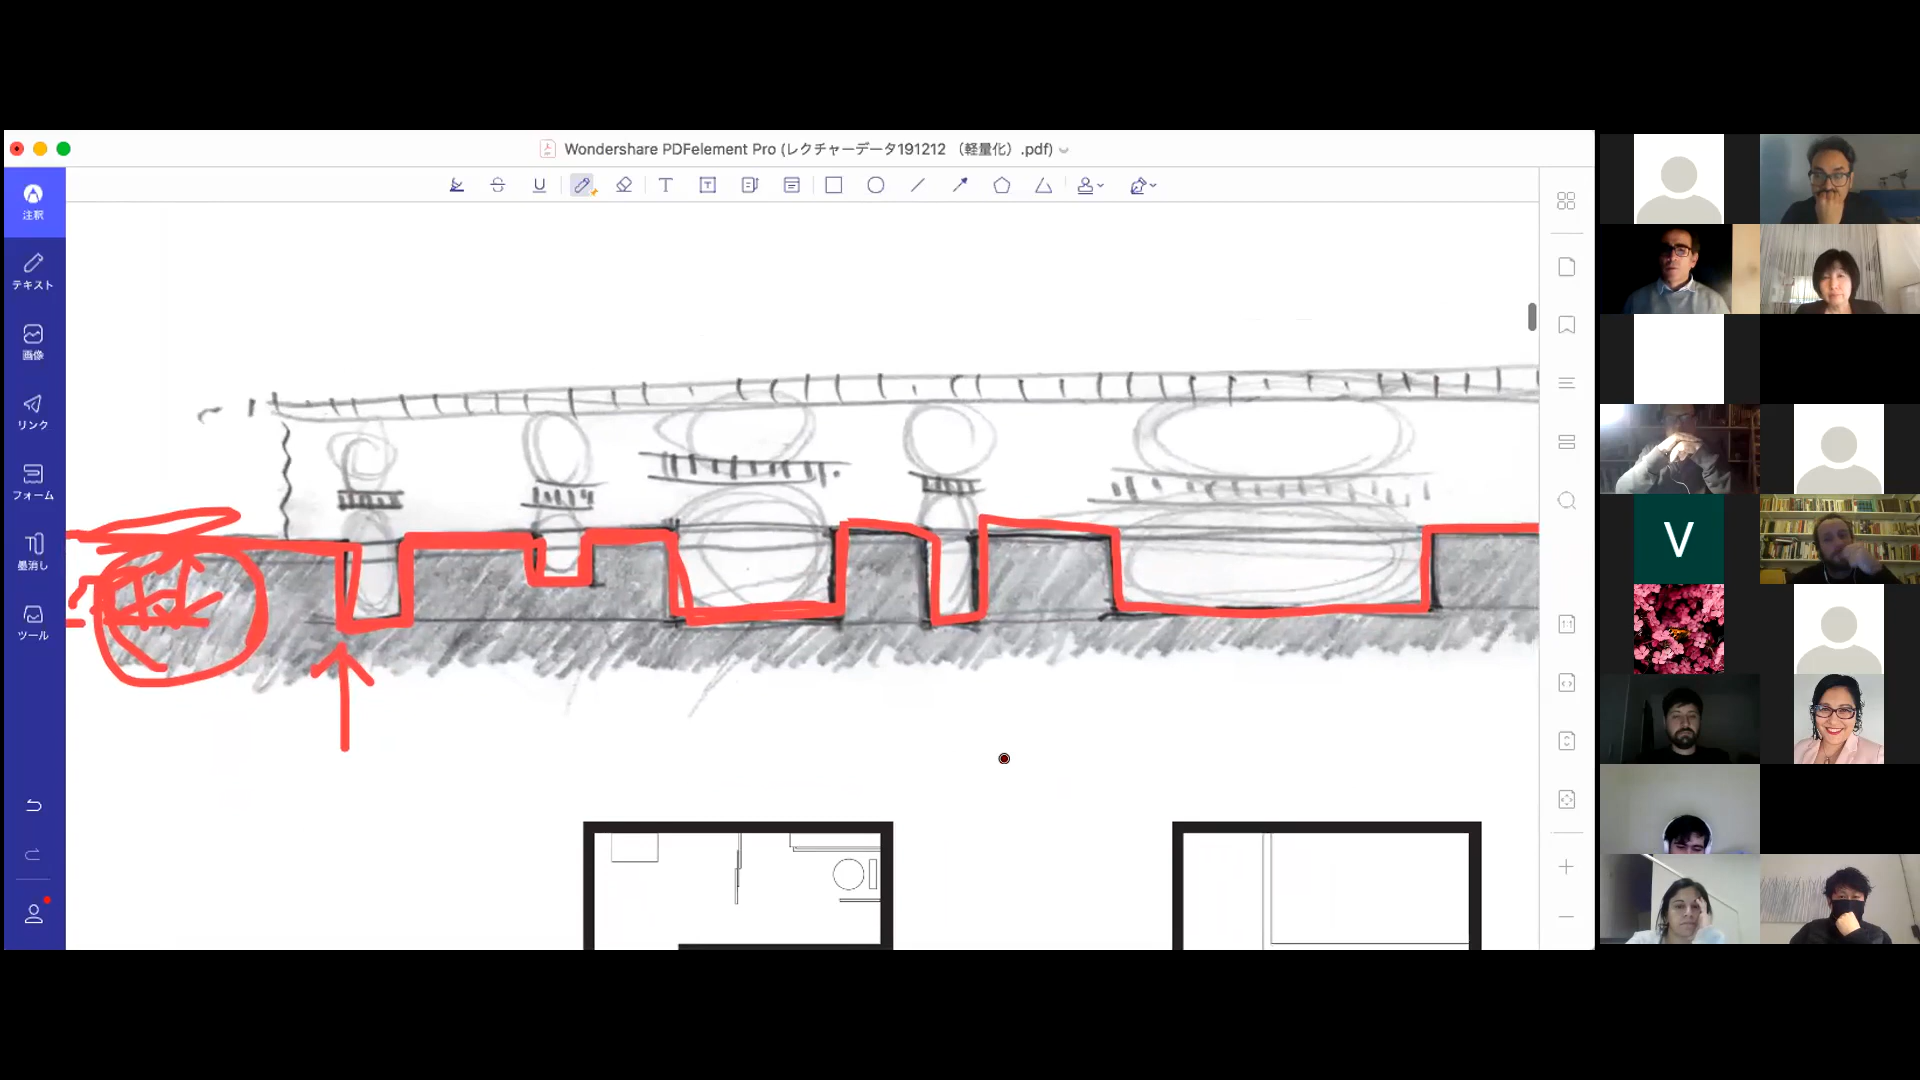 Wondershare PDFelement Pro (レクチャーデータ191212 （軽量化）.pdf)
注釈
テキスト
画像
リンク
フォーム
墨消し
ツール
V